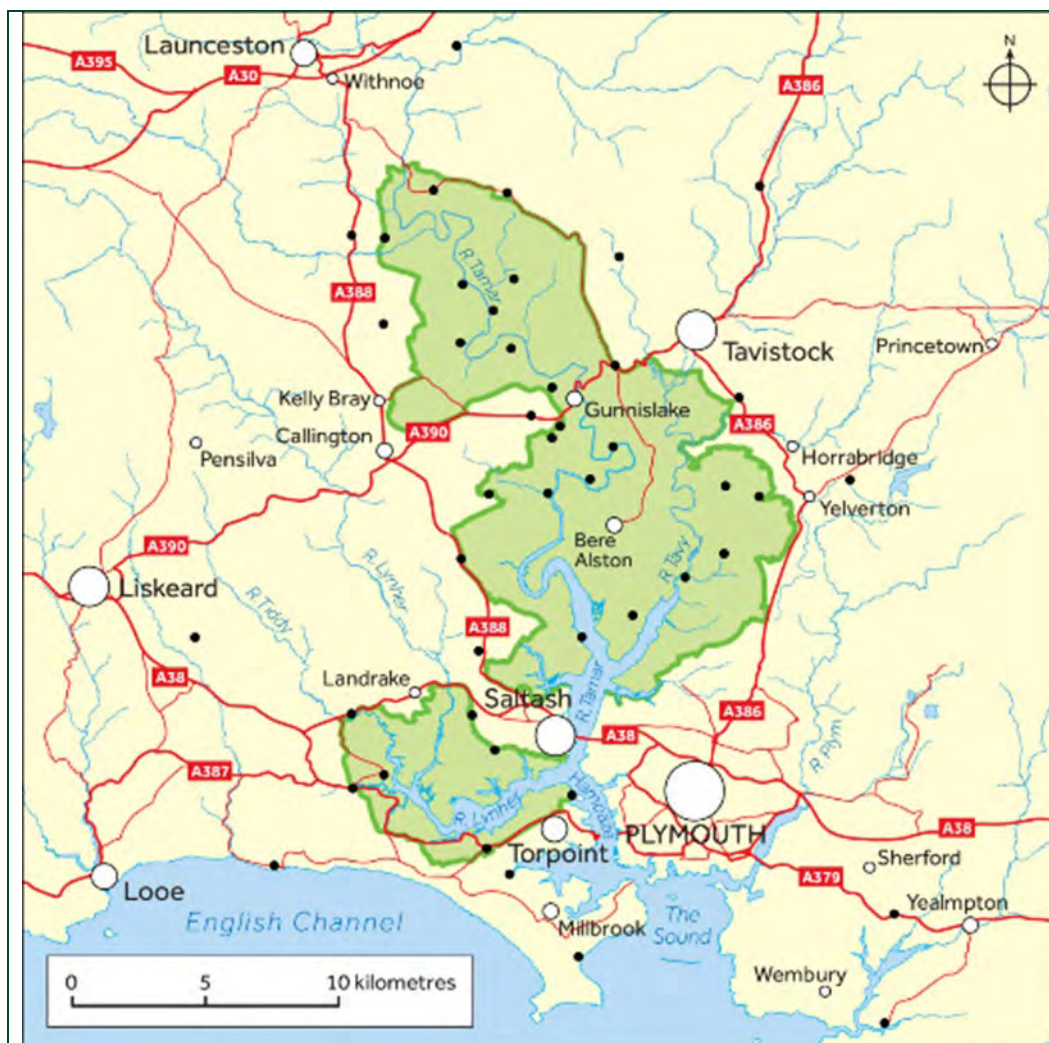 Launceston
N
A395
A30
Withnoe
A386
R.Tamar
A388
Tavistock
Princetown
Kelly Bray
Gunnislake
A390
A386
Callington
Horrabridge
Pensilva
Yelverton
Bere
Alston
A390
R.Lynher
R.Tavy
Liskeard
R.Tiddy
A388
Landrake
A38
Saltash
R.Tamar
A386
R.Plym
A38
A387
Hamoaze
R.Lynher
PLYMOUTH
A38
Torpoint
Sherford
Looe
A379
Yealmpton
English Channel
Millbrook
The
Sound
Wembury
0 5 10 kilometres